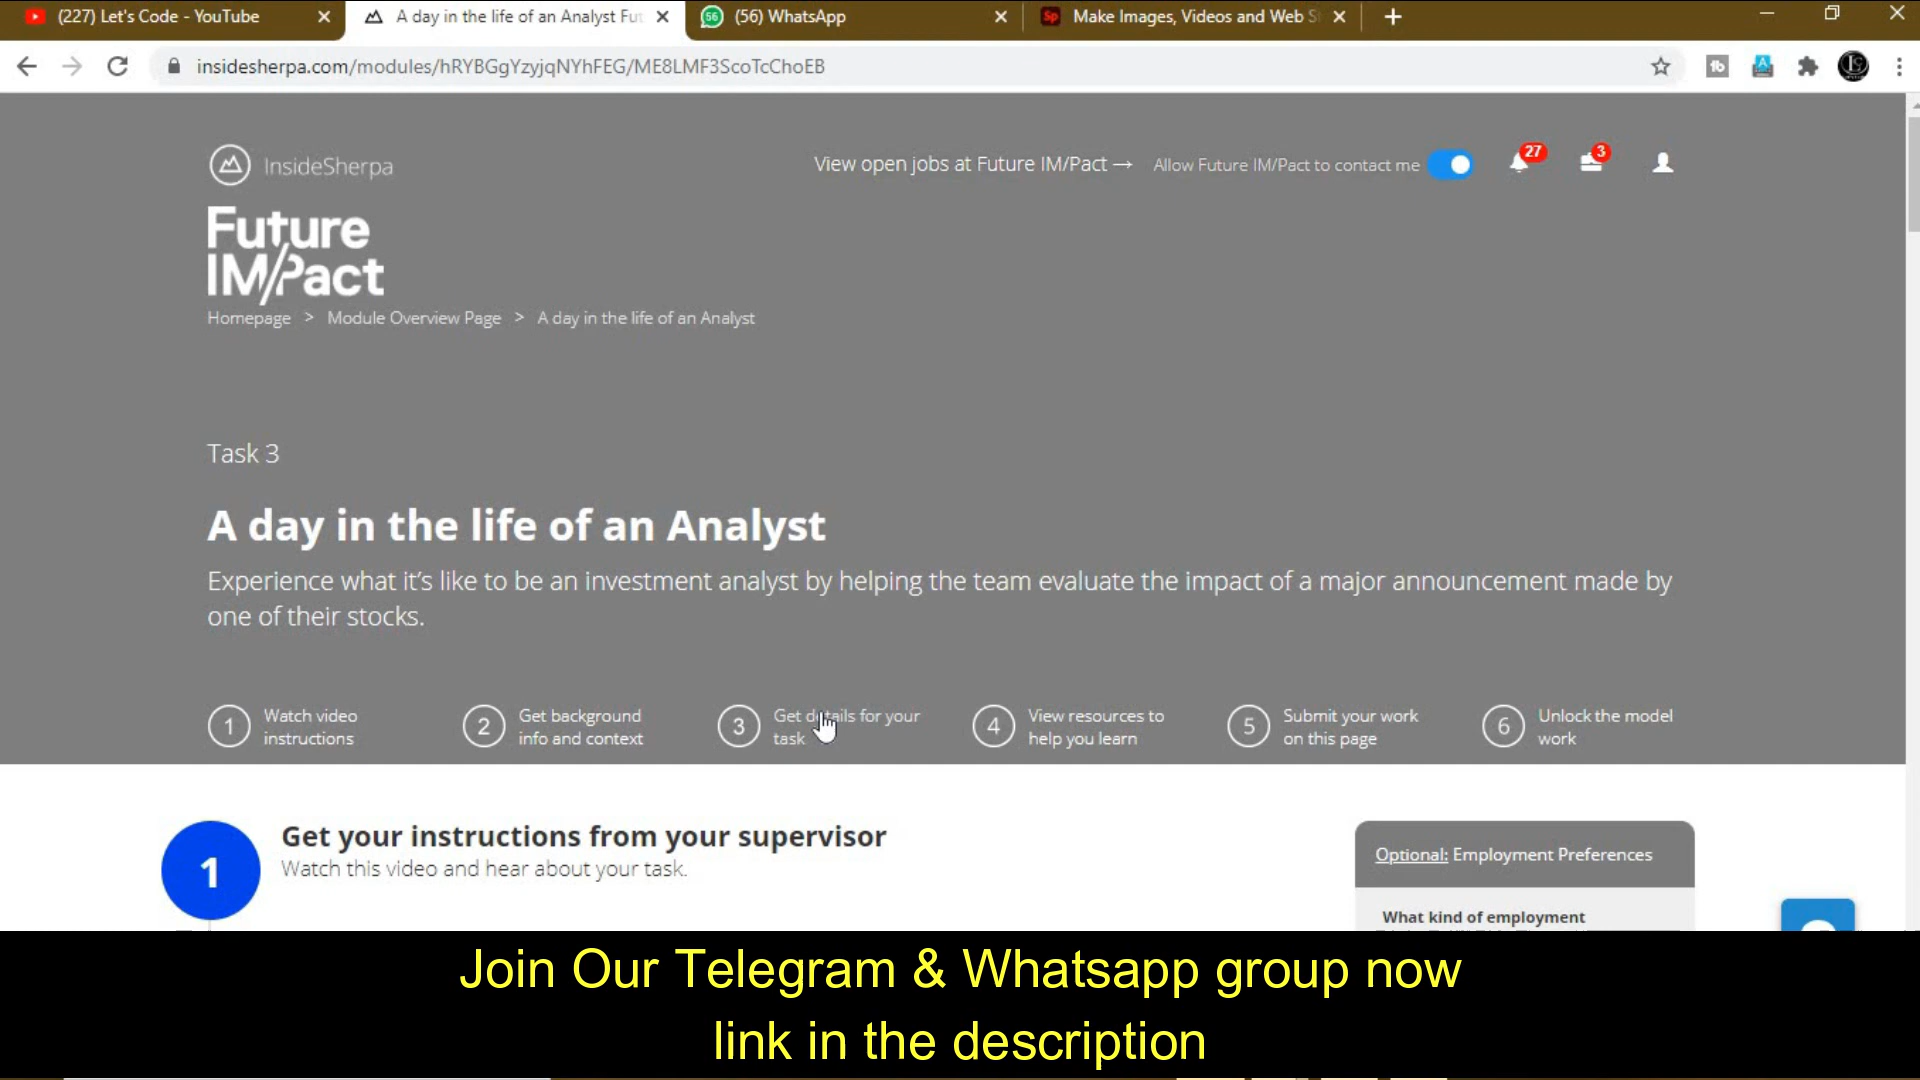 (227) Let's Code - YouTube
A day in the life of an Analyst Fut
56
(56) WhatsApp
Sp
Make Images, Videos and Web S
insidesherpa.com/modules/hRYBGgYzyjqNYhFEG/ME8LMF3ScoTcChoEB
InsideSherpa
View open jobs at Future IM/Pact →
Allow Future IM/Pact to contact me
27
3
Future
IM/Pact
Homepage > Module Overview Page > A day in the life of an Analyst
Task 3
A day in the life of an Analyst
Experience what it's like to be an investment analyst by helping the team evaluate the impact of a major announcement made by
one of their stocks.
1
Watch video
instructions
2
Get background
info and context
3
Get details for your
task
4
View resources to
help you learn
5
Submit your work
on this page
6
Unlock the model
work
1
Get your instructions from your supervisor
Watch this video and hear about your task.
Optional: Employment Preferences
What kind of employment
Join Our Telegram & Whatsapp group now
link in the description